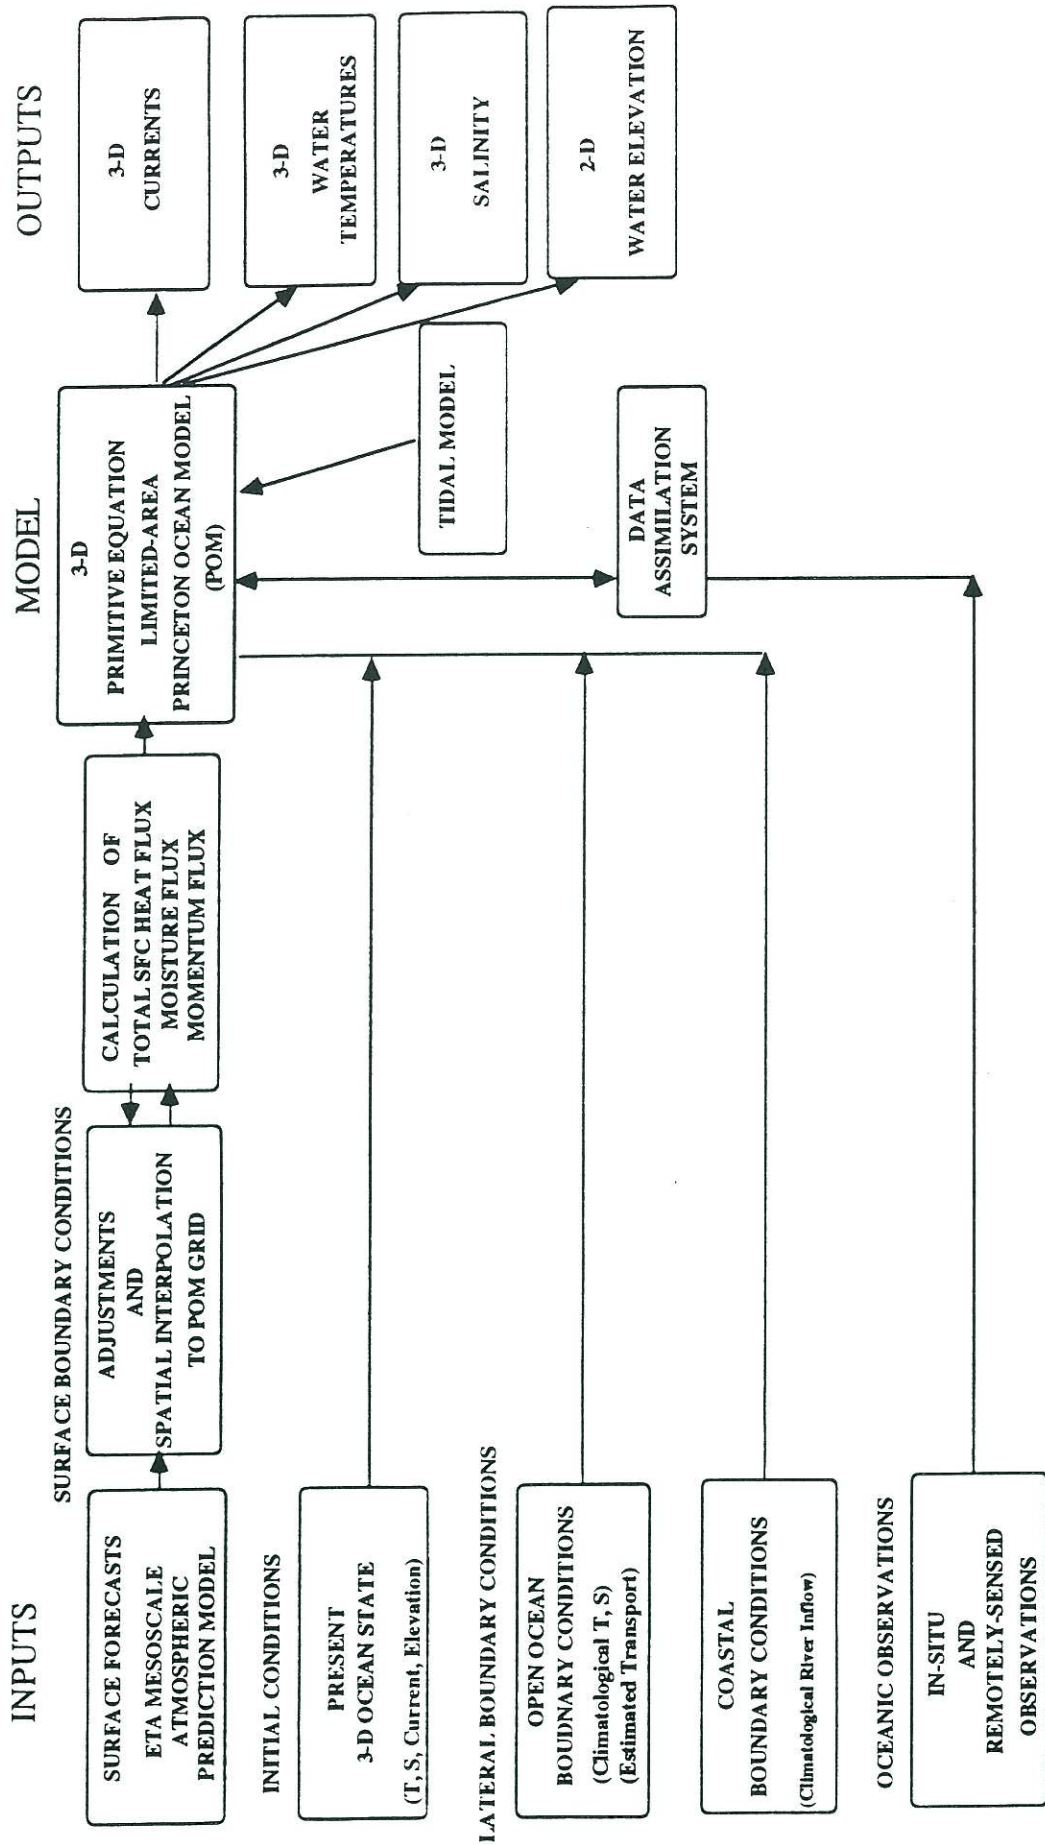 INPUTS
MODEL
OUTPUTS
SURFACE BOUNDARY CONDITIONS
SURFACE FORECASTS
ETA MESOSCALE
ATMOSPHERIC
PREDICTION MODEL
ADJUSTMENTS
AND
SPATIAL INTERPOLATION
TO POM GRID
CALCULATION OF
TOTAL SFC HEAT FLUX
MOISTURE FLUX
MOMENTUM FLUX
3-D
PRIMITIVE EQUATION
LIMITED-AREA
PRINCETON OCEAN MODEL
(POM)
3-D
CURRENTS
3-D
WATER
TEMPERATURES
3-D
SALINITY
2-D
WATER ELEVATION
INITIAL CONDITIONS
PRESENT
3-D OCEAN STATE
(T, S, Current, Elevation)
TIDAL MODEL
LATERAL BOUNDARY CONDITIONS
OPEN OCEAN
BOUDNARY CONDITIONS
(Climatological T, S)
(Estimated Transport)
DATA
ASSIMILATION
SYSTEM
COASTAL
BOUNDARY CONDITIONS
(Climatological River Inflow)
OCEANIC OBSERVATIONS
IN-SITU
AND
REMOTELY-SENSED
OBSERVATIONS